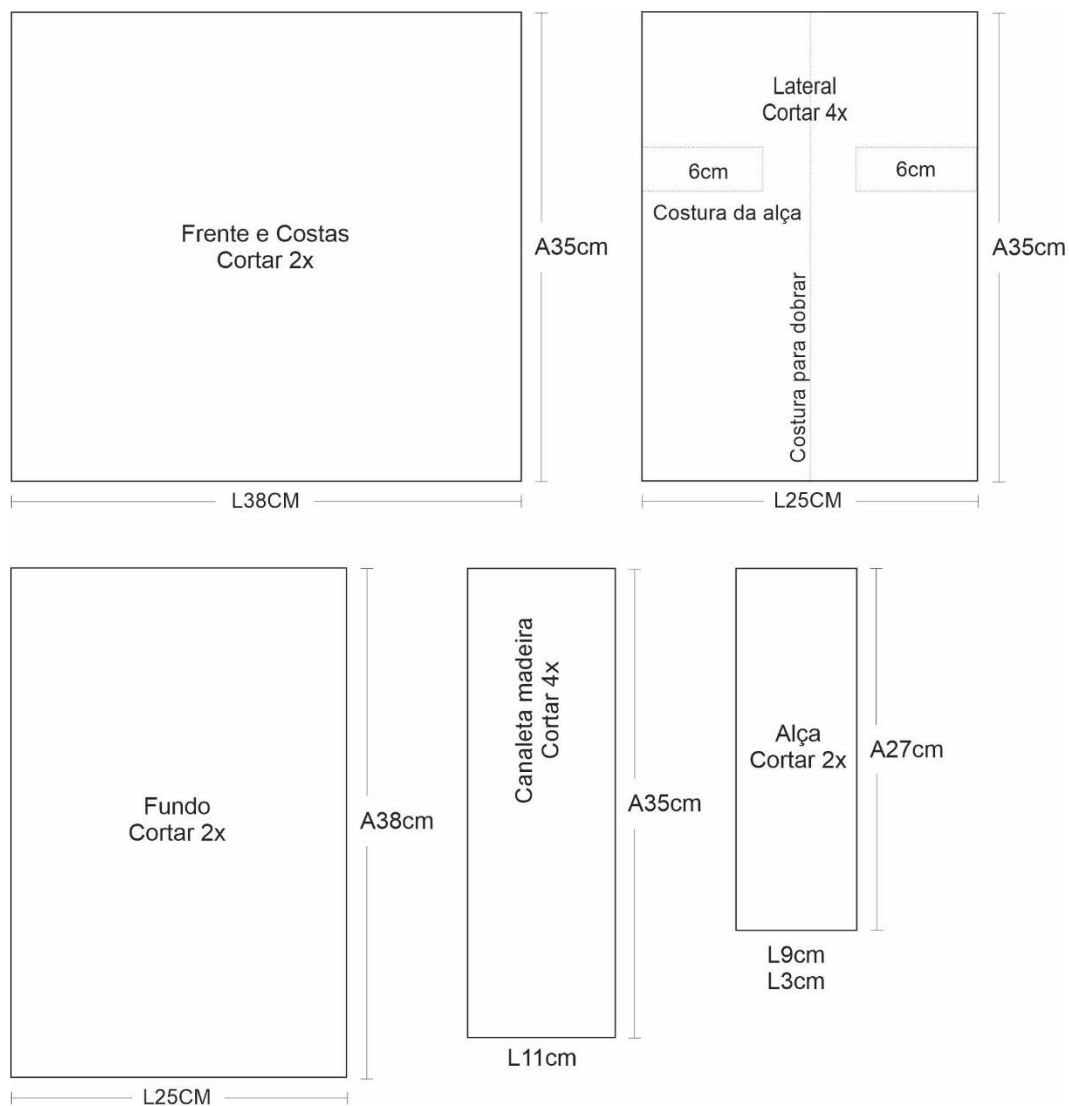 Frente e Costas
Cortar 2x
A35cm
L38CM
Lateral
Cortar 4x
6cm
6cm
Costura da alça
Costura para dobrar
A35cm
L25CM
Fundo
Cortar 2x
A38cm
L25CM
Canaleta madeira
Cortar 4x
A35cm
L11cm
Alça
Cortar 2x
A27cm
L9cm
L3cm